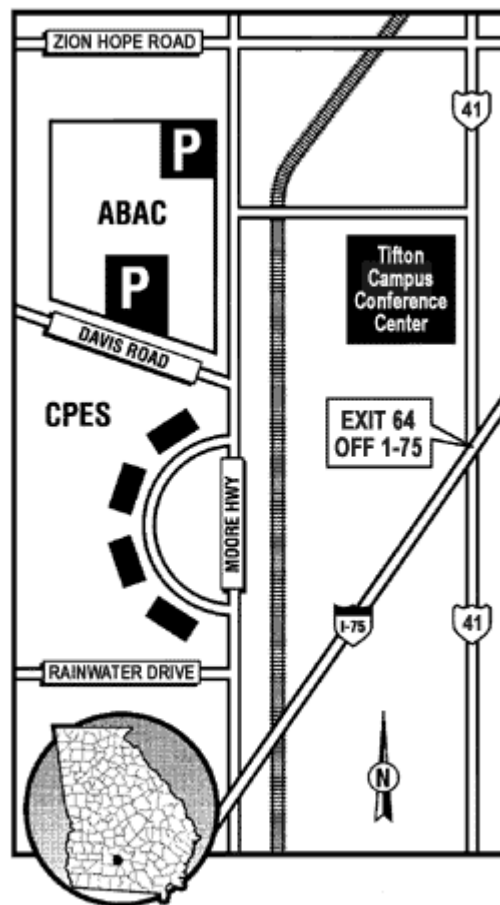 ZION HOPE ROAD
41
P
ABAC
P
Tifton
Campus
Conference
Center
DAVIS ROAD
CPES
EXIT 64
OFF 1-75
MOORE HWY
I-75
41
RAINWATER DRIVE
N